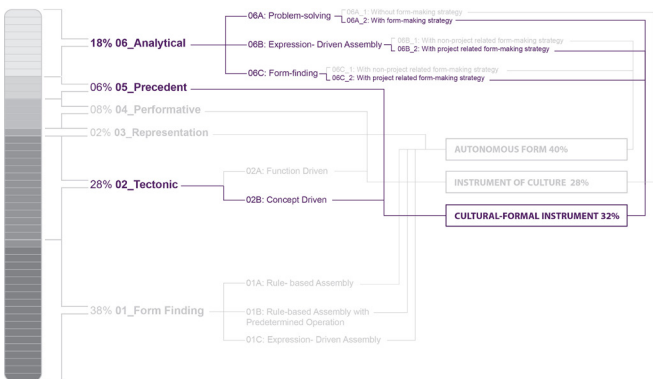 06A: Problem-solving
06A_1: Without form-making strategy
06A_2: With form-making strategy
18% 06_Analytical
06B: Expression- Driven Assembly
06B_1: With non-project related form-making strategy
06B_2: With project related form-making strategy
06C: Form-finding
06C_1: With non-project related form-making strategy
06C_2: With project related form-making strategy
06% 05_Precedent
08% 04_Performative
02% 03_Representation
AUTONOMOUS FORM 40%
02A: Function Driven
28% 02_Tectonic
INSTRUMENT OF CULTURE 28%
02B: Concept Driven
CULTURAL-FORMAL INSTRUMENT 32%
01A: Rule- based Assembly
38% 01_Form Finding
01B: Rule-based Assembly with
Predetermined Operation
01C: Expression- Driven Assembly